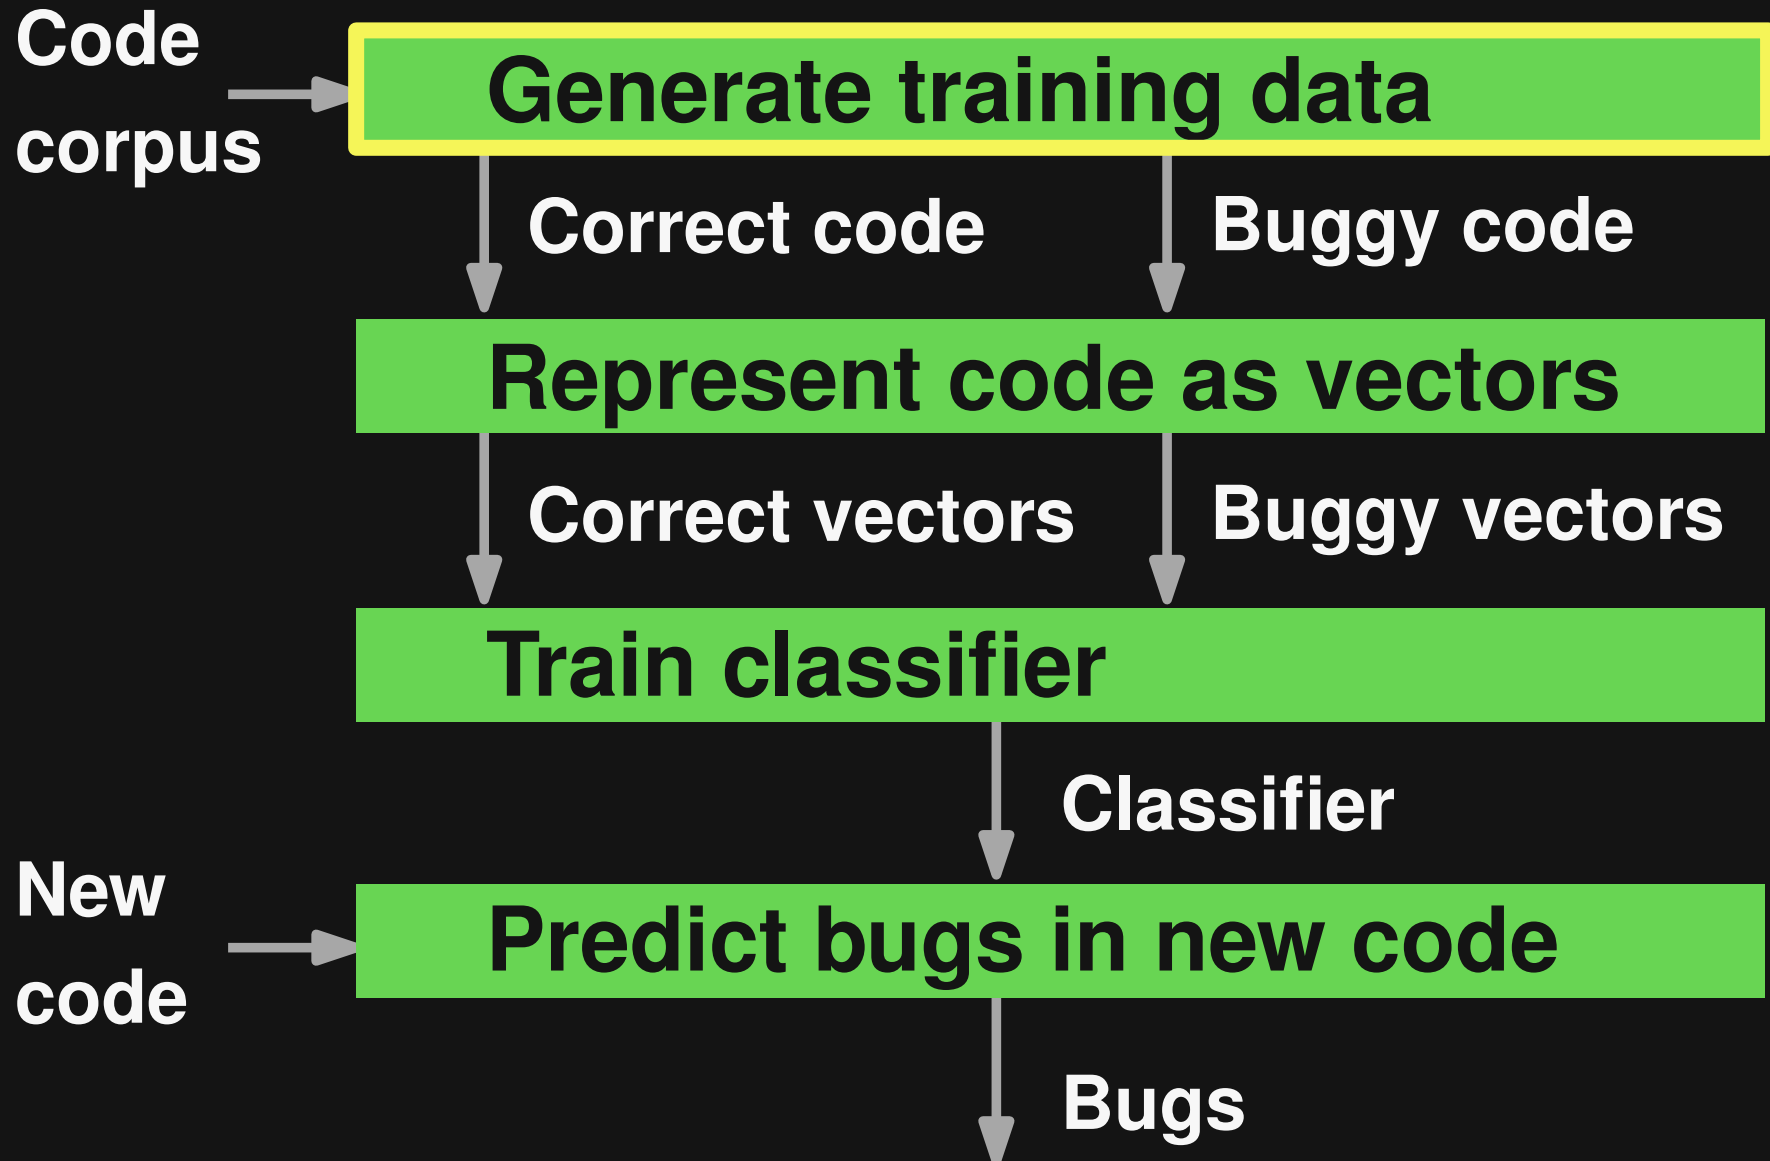 Code
corpus
Generate training data
Correct code
Buggy code
Represent code as vectors
Correct vectors
Buggy vectors
Train classifier
Classifier
New
code
Predict bugs in new code
Bugs